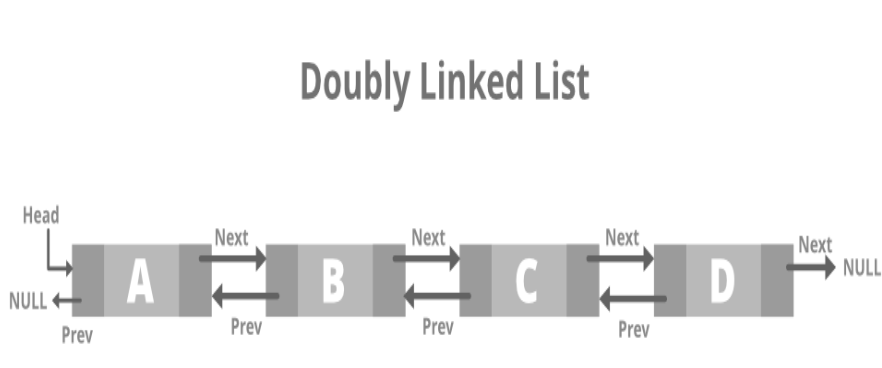 Doubly Linked List
Head
Next
Next
Next
Next
A
B
C
D
NULL
NULL
Prev
Prev
Prev
Prev